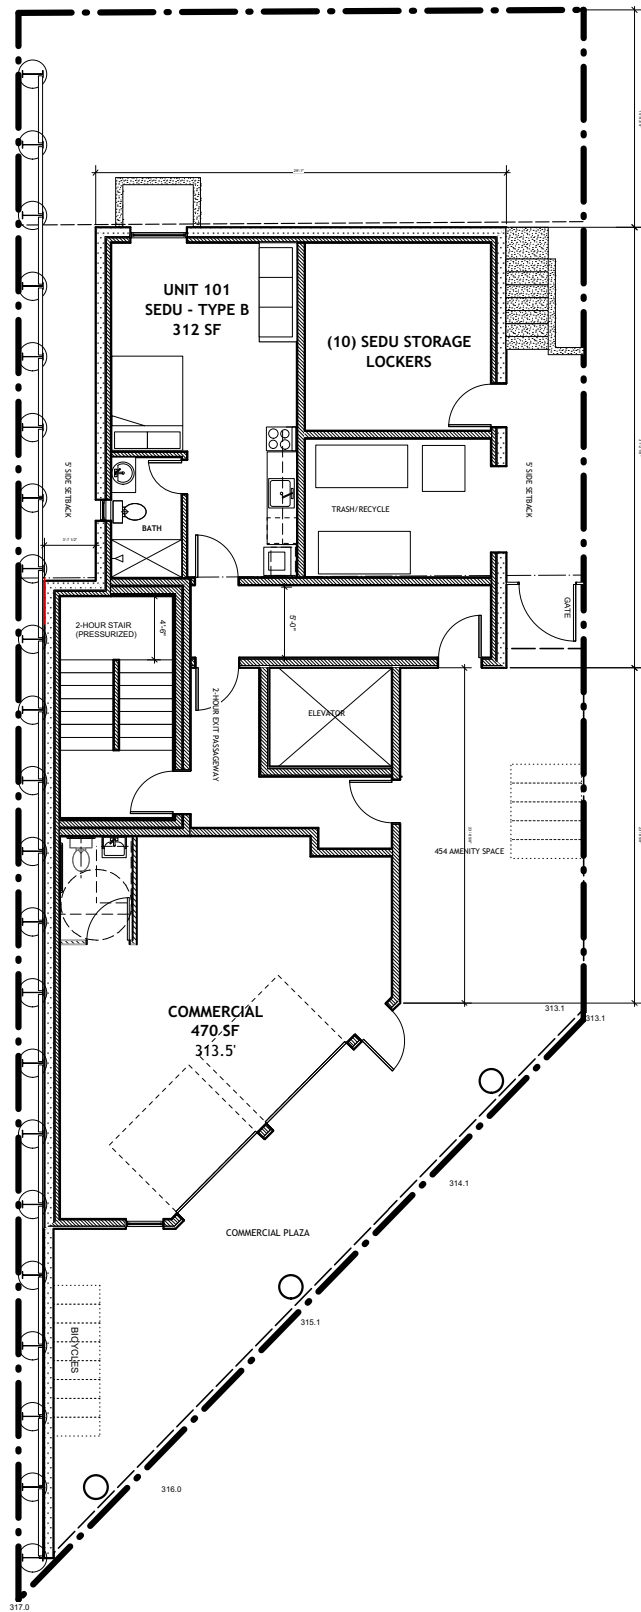 UNIT 101
SEDU - TYPE B
312 SF
(10) SEDU STORAGE
LOCKERS
5' SIDE SETBACK
5' SIDE SETBACK
TRASH/RECYCLE
BATH
2-HOUR STAIR
(PRESSURIZED)
4'-6"
5'-0"
GATE
2-HOUR EXIT PASSAGEWAY
ELEVATOR
454 AMENITY SPACE
COMMERCIAL
470 SF
313.5'
313.1
313.1
314.1
COMMERCIAL PLAZA
315.1
BICYCLES
316.0
317.0